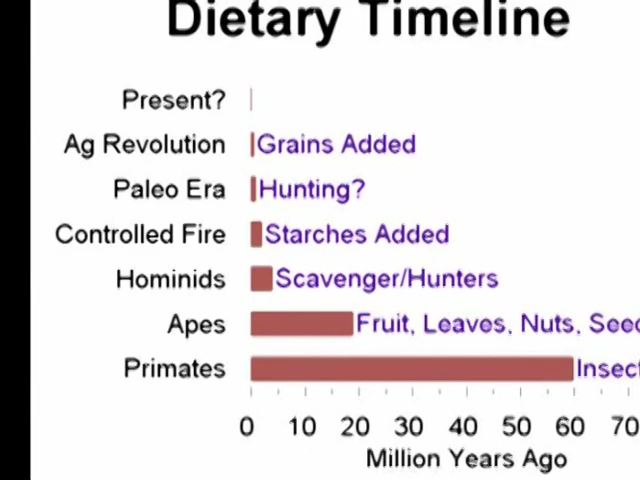 Dietary Timeline
Present?
Ag Revolution Grains Added
Paleo Era Hunting?
Controlled Fire Starches Added
Hominids Scavenger/Hunters
Apes Fruit, Leaves, Nuts,
Primates
0 10 20 30 40 50 60 70
Million Years Ago